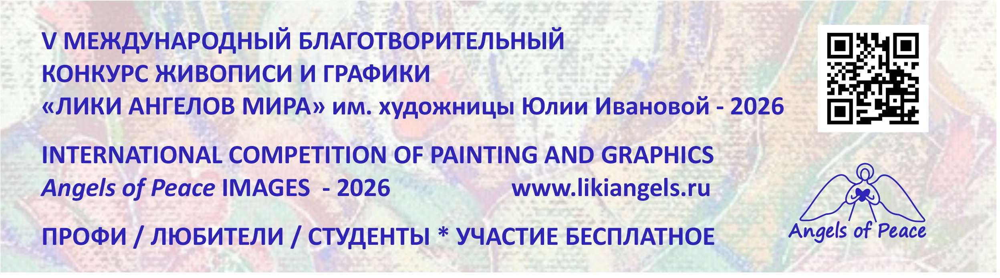 V МЕЖДУНАРОДНЫЙ БЛАГОТВОРИТЕЛЬНЫЙ
КОНКУРС ЖИВОПИСИ И ГРАФИКИ
«ЛИКИ АНГЕЛОВ МИРА» им. художницы Юлии Ивановой - 2026
INTERNATIONAL COMPETITION OF PAINTING AND GRAPHICS
Angels of Peace IMAGES - 2026
www.likiangels.ru
ПРОФИ / ЛЮБИТЕЛИ / СТУДЕНТЫ * УЧАСТИЕ БЕСПЛАТНОЕ
Angels of Peace